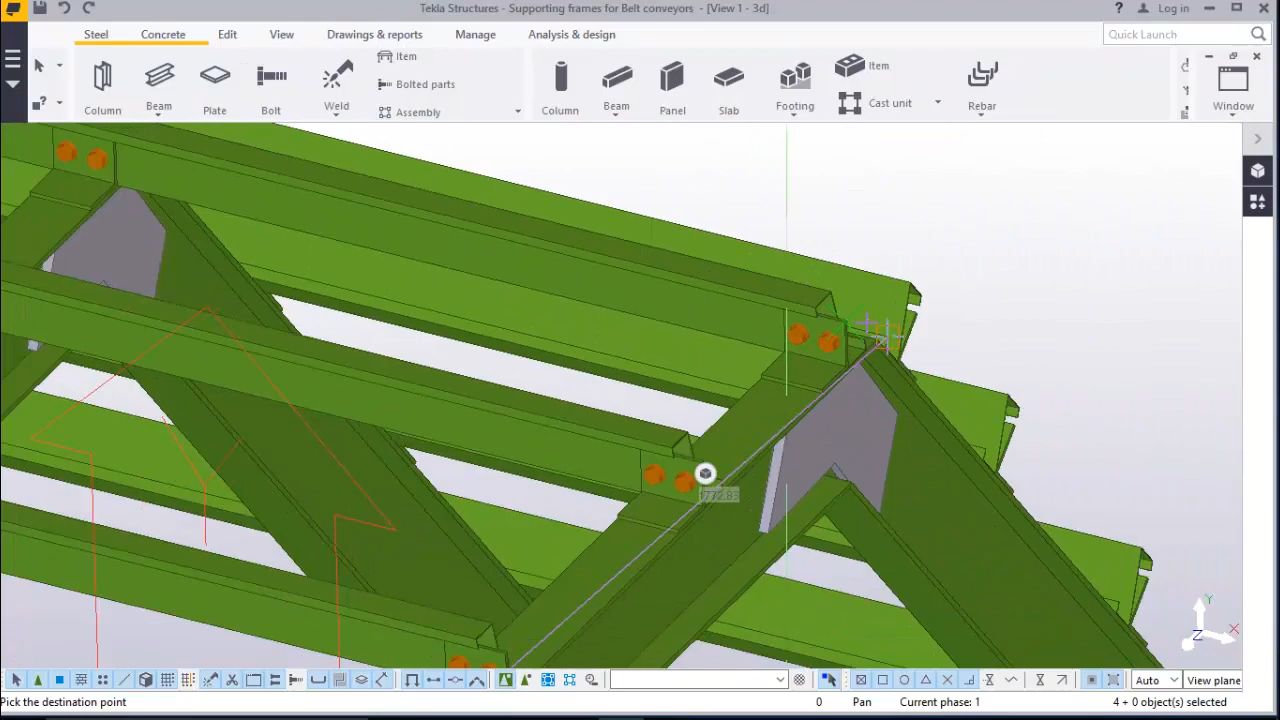 Tekla Structures - Supporting frames for Belt conveyors - [View 1 - 3d]
? Log in
Steel Concrete Edit View Drawings & reports Manage Analysis & design Quick Launch
Column Beam Plate Bolt Weld Item Bolted parts Assembly
Column Beam Panel Slab Footing Item Cast unit Rebar Window
1772.83
Y
X
Z
Auto View plane
Pick the destination point 0 Pan Current phase: 1 4 + 0 object(s) selected